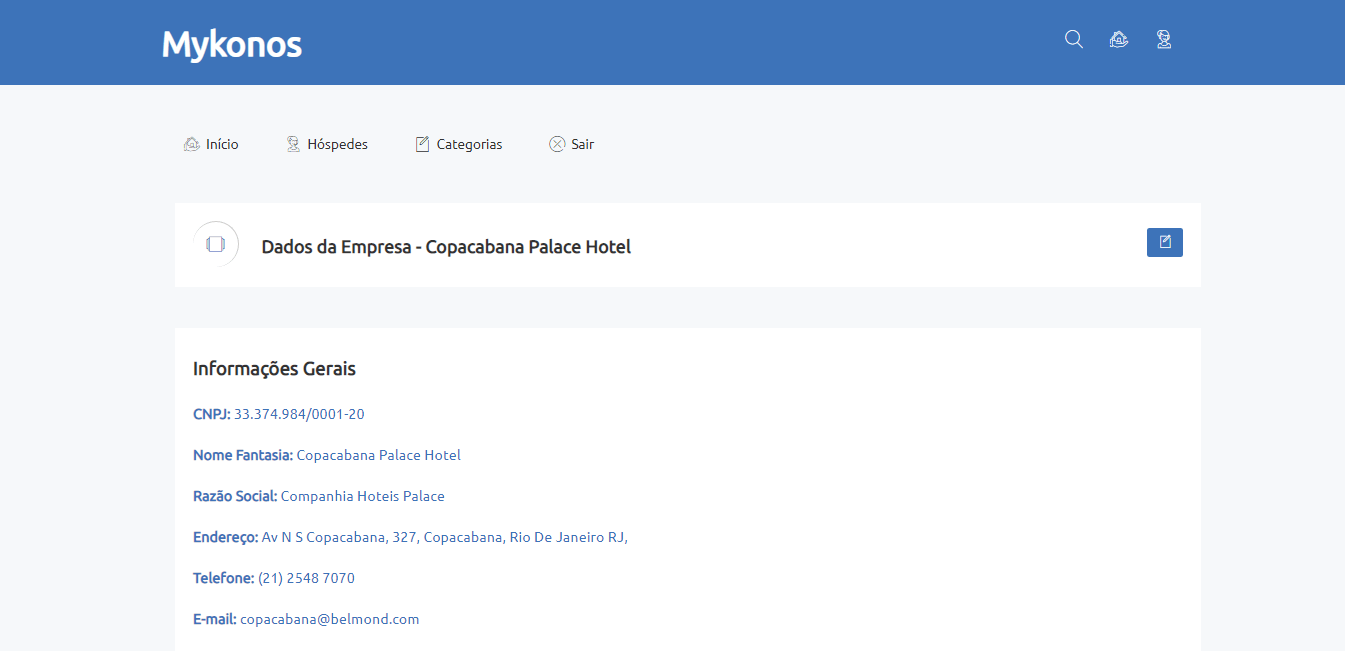 Mykonos
Início Hóspedes Categorias Sair
Dados da Empresa - Copacabana Palace Hotel
Informações Gerais
CNPJ: 33.374.984/0001-20
Nome Fantasia: Copacabana Palace Hotel
Razão Social: Companhia Hoteis Palace
Endereço: Av N S Copacabana, 327, Copacabana, Rio De Janeiro RJ,
Telefone: (21) 2548 7070
E-mail: copacabana@belmond.com